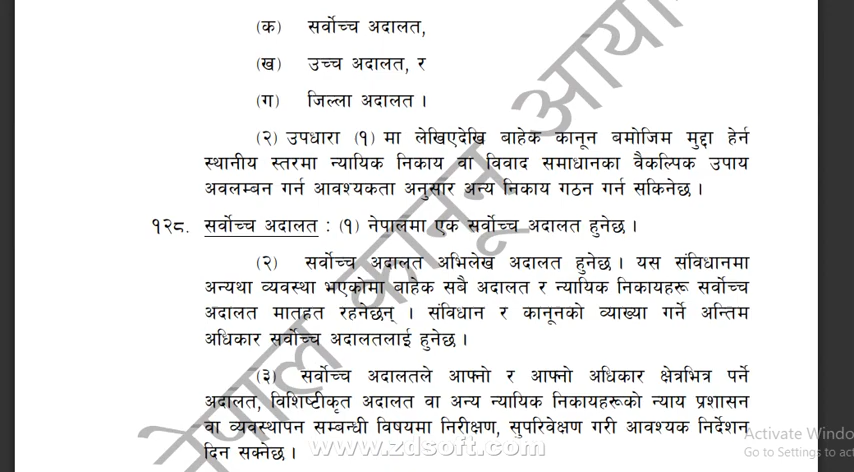 (क) सर्वोच्च अदालत,
(ख) उच्च अदालत, र
(ग) जिल्ला अदालत ।
(२) उपधारा (१) मा लेखिएदेखि बाहेक कानून बमोजिम मुद्दा हेर्न
स्थानीय स्तरमा न्यायिक निकाय वा विवाद समाधानका वैकल्पिक उपाय
अवलम्बन गर्न आवश्यकता अनुसार अन्य निकाय गठन गर्न सकिनेछ ।
१२८. सर्वोच्च अदालत : (१) नेपालमा एक सर्वोच्च अदालत हुनेछ ।
(२) सर्वोच्च अदालत अभिलेख अदालत हुनेछ । यस संविधानमा
अन्यथा व्यवस्था भएकोमा बाहेक सबै अदालत र न्यायिक निकायहरू सर्वोच्च
अदालत मातहत रहनेछन् । संविधान र कानूनको व्याख्या गर्ने अन्तिम
अधिकार सर्वोच्च अदालतलाई हुनेछ ।
(३) सर्वोच्च अदालतले आफ्नो र आफ्नो अधिकार क्षेत्रभित्र पर्ने
अदालत, विशिष्टीकृत अदालत वा अन्य न्यायिक निकायहरूको न्याय प्रशासन
वा व्यवस्थापन सम्बन्धी विषयमा निरीक्षण, सुपरिवेक्षण गरी आवश्यक निर्देशन
दिन सक्नेछ ।
नेपाल कानून आयो
www.zdsoft.com
Activate Windo
Go to Settings to act